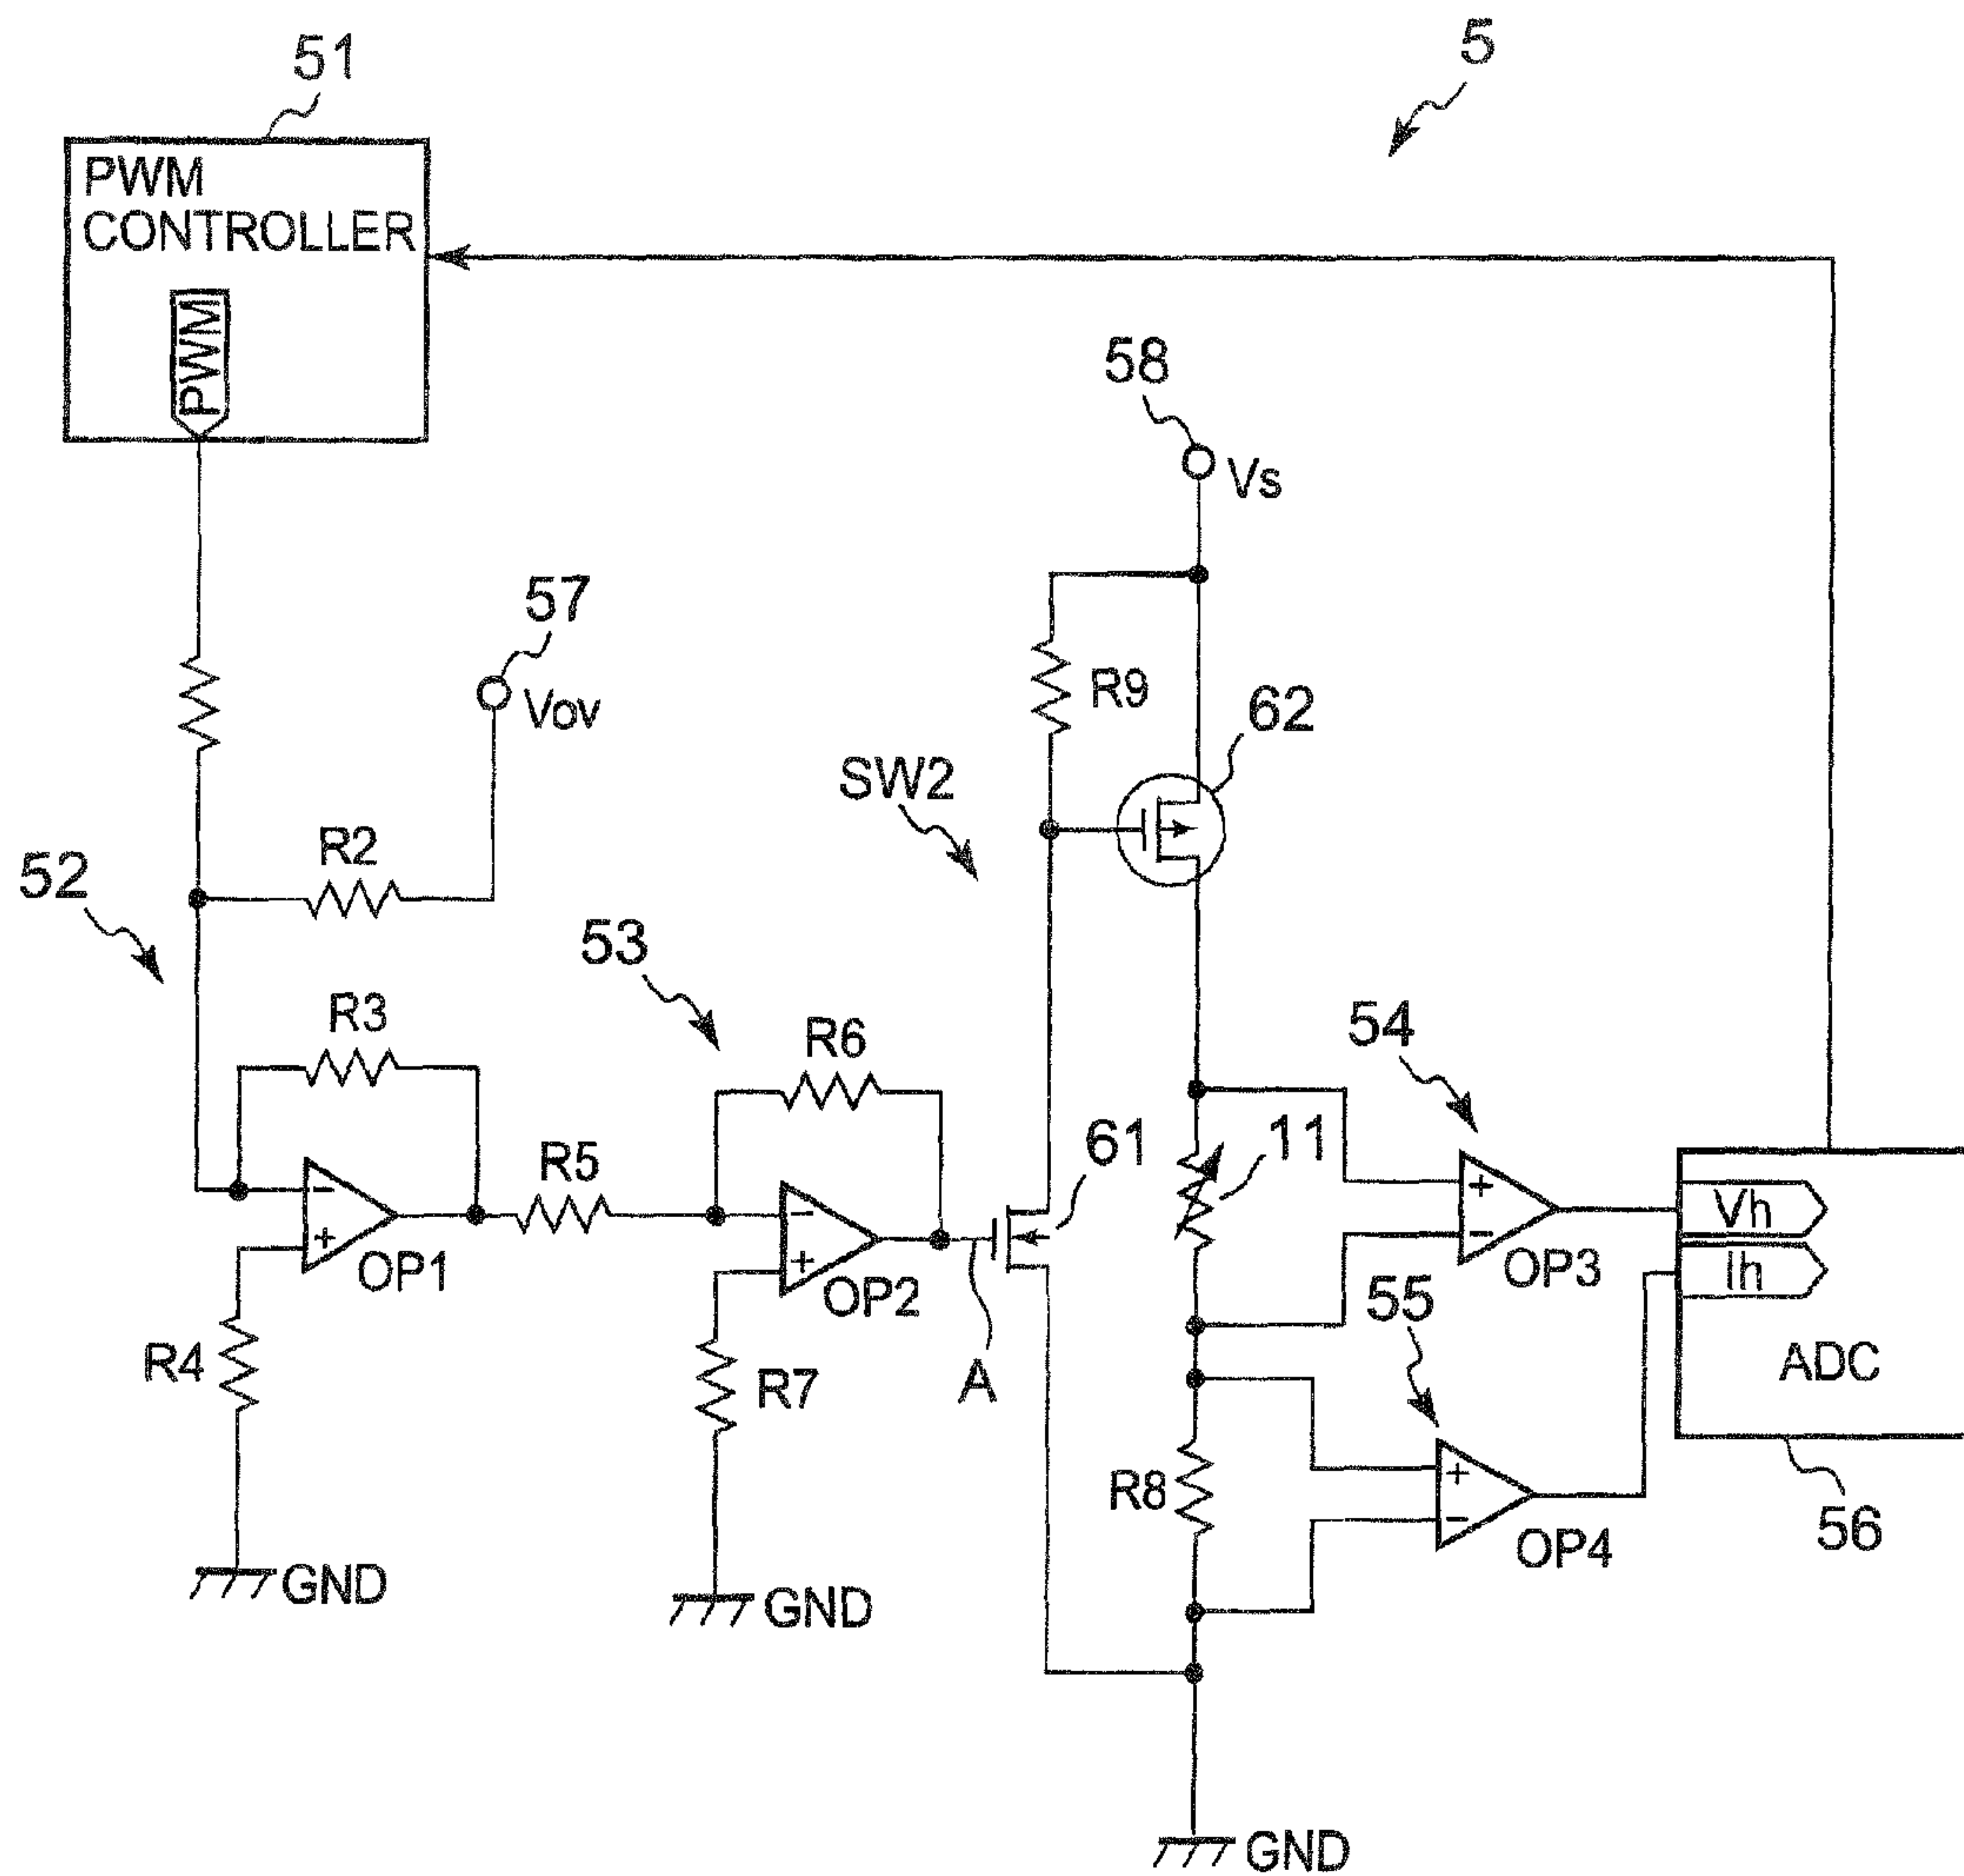 5
51
PWM
CONTROLLER
PWM
58
Vs
57
Vov
R9
62
SW2
R2
52
53
R3
R6
54
61
11
R5
Vh
OP1
OP2
OP3
Ih
55
R4
R7
A
ADC
R8
56
OP4
GND
GND
GND